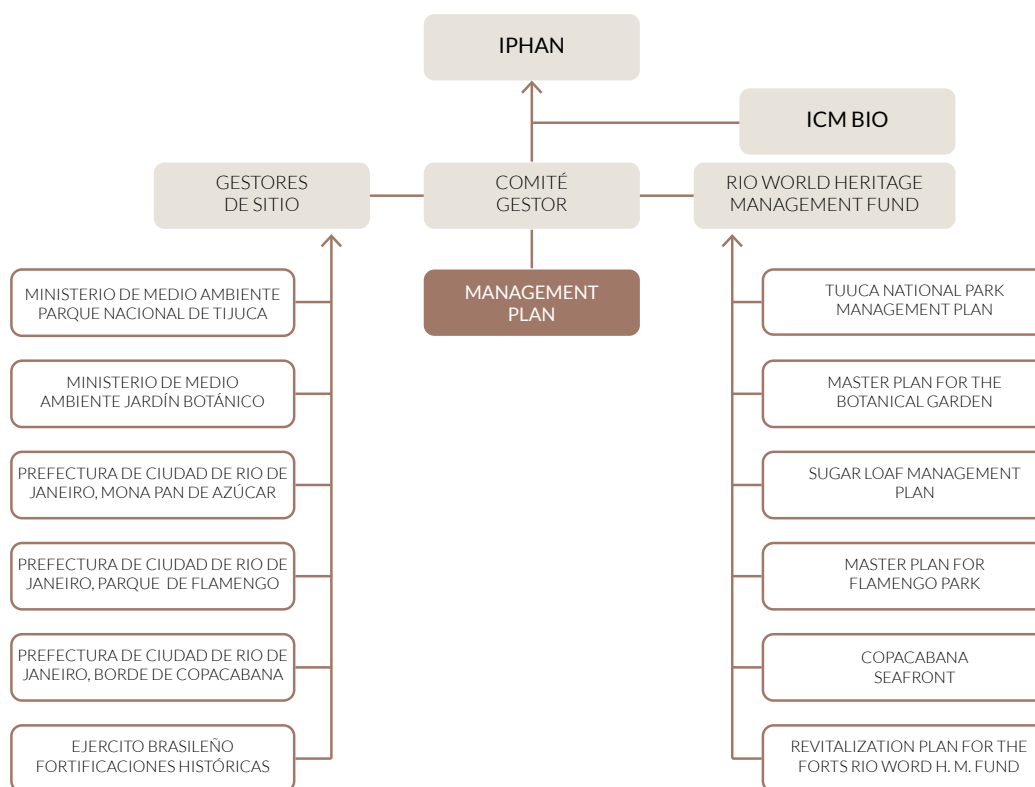 IPHAN
ICM BIO
GESTORES
DE SITIO
COMITÉ
GESTOR
RIO WORLD HERITAGE
MANAGEMENT FUND
MANAGEMENT
PLAN
MINISTERIO DE MEDIO AMBIENTE
PARQUE NACIONAL DE TIJUCA
MINISTERIO DE MEDIO
AMBIENTE JARDÍN BOTÁNICO
PREFECTURA DE CIUDAD DE RIO DE
JANEIRO, MONA PAN DE AZÚCAR
PREFECTURA DE CIUDAD DE RIO DE
JANEIRO, PARQUE DE FLAMENGO
PREFECTURA DE CIUDAD DE RIO DE
JANEIRO, BORDE DE COPACABANA
EJERCITO BRASILEÑO
FORTIFICACIONES HISTÓRICAS
TUUCA NATIONAL PARK
MANAGEMENT PLAN
MASTER PLAN FOR THE
BOTANICAL GARDEN
SUGAR LOAF MANAGEMENT
PLAN
MASTER PLAN FOR
FLAMENGO PARK
COPACABANA
SEAFRONT
REVITALIZATION PLAN FOR THE
FORTS RIO WORD H. M. FUND